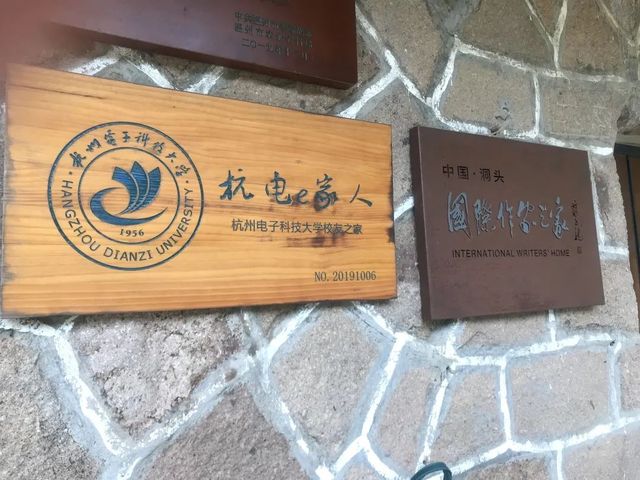 杭州電子科技大学
HANGZHOU DIANZI UNIVERSITY
1956
杭电e家人
杭州电子科技大学校友之家
NO. 20191006
中国·洞头
國際作家之家
INTERNATIONAL WRITERS' HOME